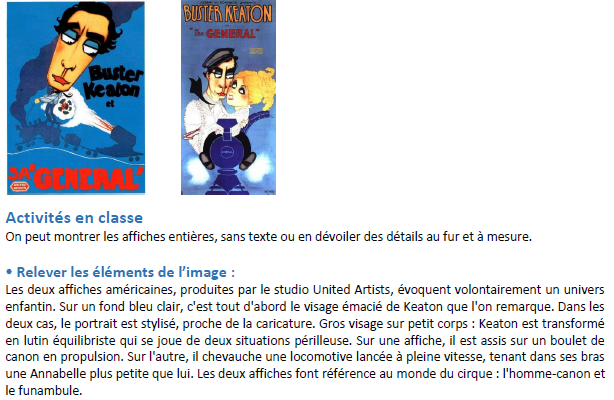 Buster
Keaton
et
SA "GENERAL"
BUSTER KEATON
in
"The GENERAL"
Activités en classe
On peut montrer les affiches entières, sans texte ou en dévoiler des détails au fur et à mesure.
• Relever les éléments de l'image :
Les deux affiches américaines, produites par le studio United Artists, évoquent volontairement un univers
enfantin. Sur un fond bleu clair, c'est tout d'abord le visage émacié de Keaton que l'on remarque. Dans les
deux cas, le portrait est stylisé, proche de la caricature. Gros visage sur petit corps : Keaton est transformé
en lutin équilibriste qui se joue de deux situations périlleuse. Sur une affiche, il est assis sur un boulet de
canon en propulsion. Sur l'autre, il chevauche une locomotive lancée à pleine vitesse, tenant dans ses bras
une Annabelle plus petite que lui. Les deux affiches font référence au monde du cirque : l'homme-canon et
le funambule.